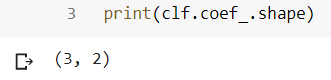 3 print(clf.coef_.shape)
(3, 2)